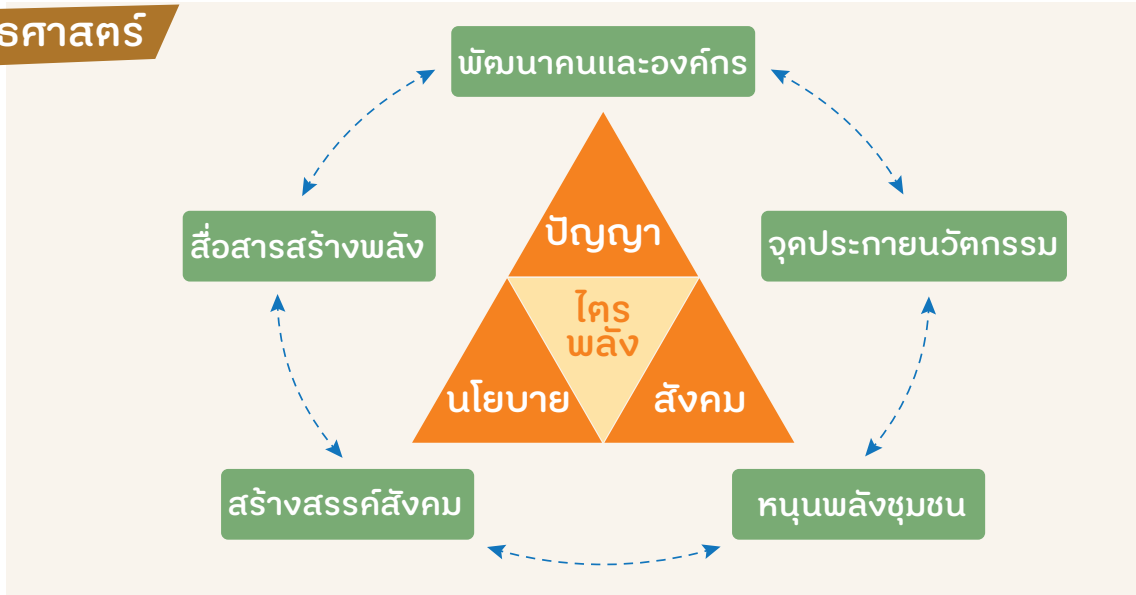 ธศาสตร์
พัฒนาคนและองค์กร
สื่อสารสร้างพลัง
ปัญญา
จุดประกายนวัตกรรม
ไตร
พลัง
นโยบาย
สังคม
สร้างสรรค์สังคม
หนุนพลังชุมชน